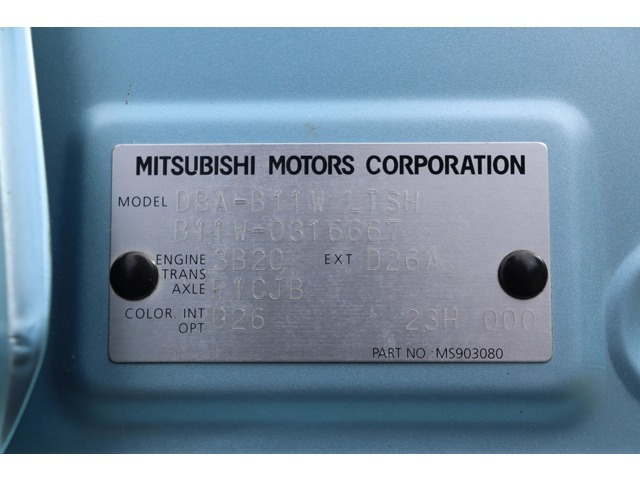 MITSUBISHI MOTORS CORPORATION
MODEL DBA-B11W LTSH
B11W-0316667
ENGINE 3B20 EXT D26A
TRANS
AXLE F1CJB
COLOR. INT
OPT 926 23H 000
PART NO.: MS903080